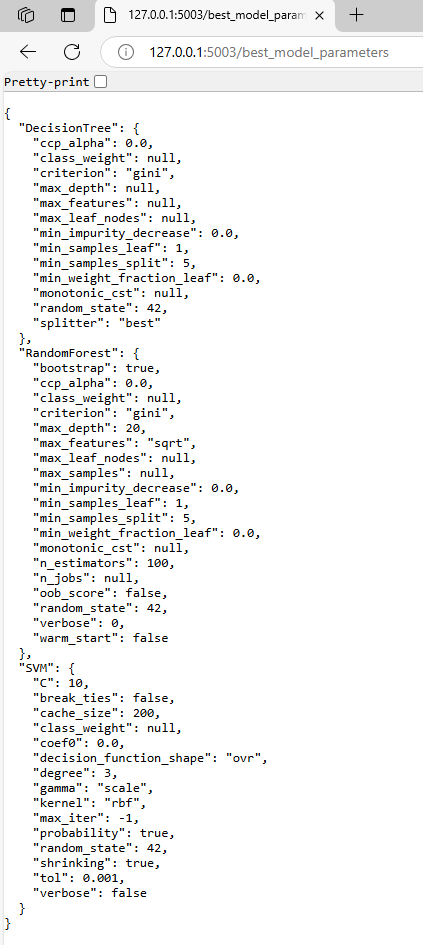 127.0.0.1:5003/best_model_param
127.0.0.1:5003/best_model_parameters
Pretty-print
{
  "DecisionTree": {
    "ccp_alpha": 0.0,
    "class_weight": null,
    "criterion": "gini",
    "max_depth": null,
    "max_features": null,
    "max_leaf_nodes": null,
    "min_impurity_decrease": 0.0,
    "min_samples_leaf": 1,
    "min_samples_split": 5,
    "min_weight_fraction_leaf": 0.0,
    "monotonic_cst": null,
    "random_state": 42,
    "splitter": "best"
  },
  "RandomForest": {
    "bootstrap": true,
    "ccp_alpha": 0.0,
    "class_weight": null,
    "criterion": "gini",
    "max_depth": 20,
    "max_features": "sqrt",
    "max_leaf_nodes": null,
    "max_samples": null,
    "min_impurity_decrease": 0.0,
    "min_samples_leaf": 1,
    "min_samples_split": 5,
    "min_weight_fraction_leaf": 0.0,
    "monotonic_cst": null,
    "n_estimators": 100,
    "n_jobs": null,
    "oob_score": false,
    "random_state": 42,
    "verbose": 0,
    "warm_start": false
  },
  "SVM": {
    "C": 10,
    "break_ties": false,
    "cache_size": 200,
    "class_weight": null,
    "coef0": 0.0,
    "decision_function_shape": "ovr",
    "degree": 3,
    "gamma": "scale",
    "kernel": "rbf",
    "max_iter": -1,
    "probability": true,
    "random_state": 42,
    "shrinking": true,
    "tol": 0.001,
    "verbose": false
  }
}